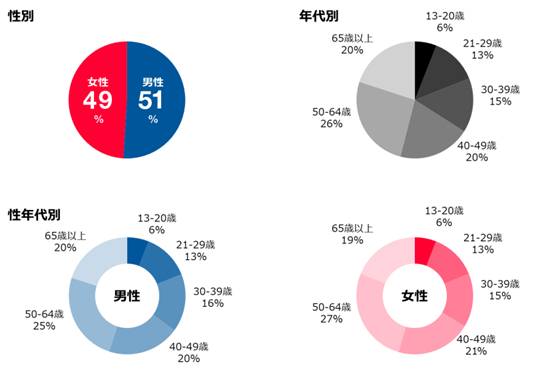 性別
女性
49
%
男性
51
%
年代別
13-20歳
6%
21-29歳
13%
30-39歳
15%
40-49歳
20%
50-64歳
26%
65歳以上
20%
性年代別
男性
13-20歳
6%
21-29歳
13%
30-39歳
16%
40-49歳
20%
50-64歳
25%
65歳以上
20%
女性
13-20歳
6%
21-29歳
13%
30-39歳
15%
40-49歳
21%
50-64歳
27%
65歳以上
19%